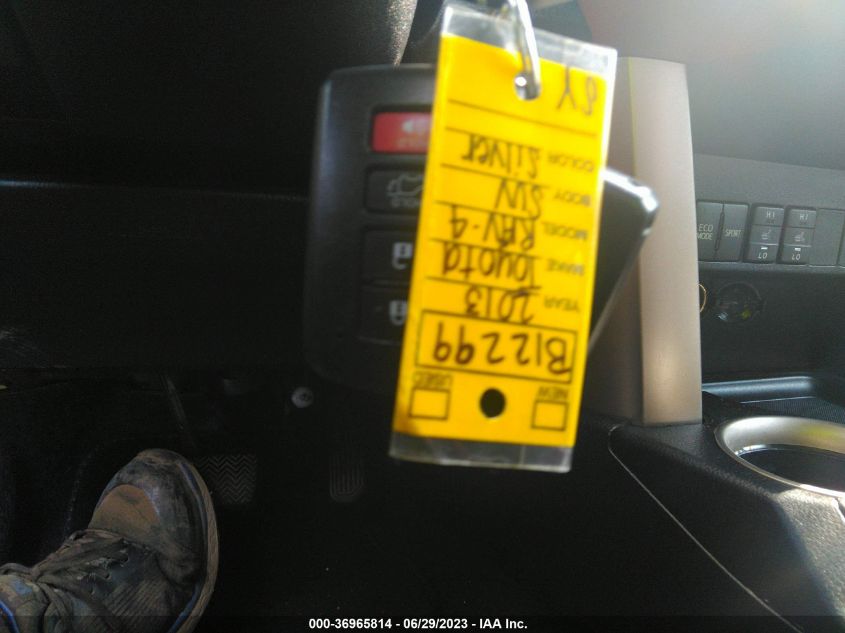 B12299
NEW
USED
YEAR 2013
MAKE Toyota
MODEL RAV-4
BODY SW
COLOR Silver
ECO
MODE
SPORT
HI
LO
HI
LO
000-36965814 - 06/29/2023 - IAA Inc.